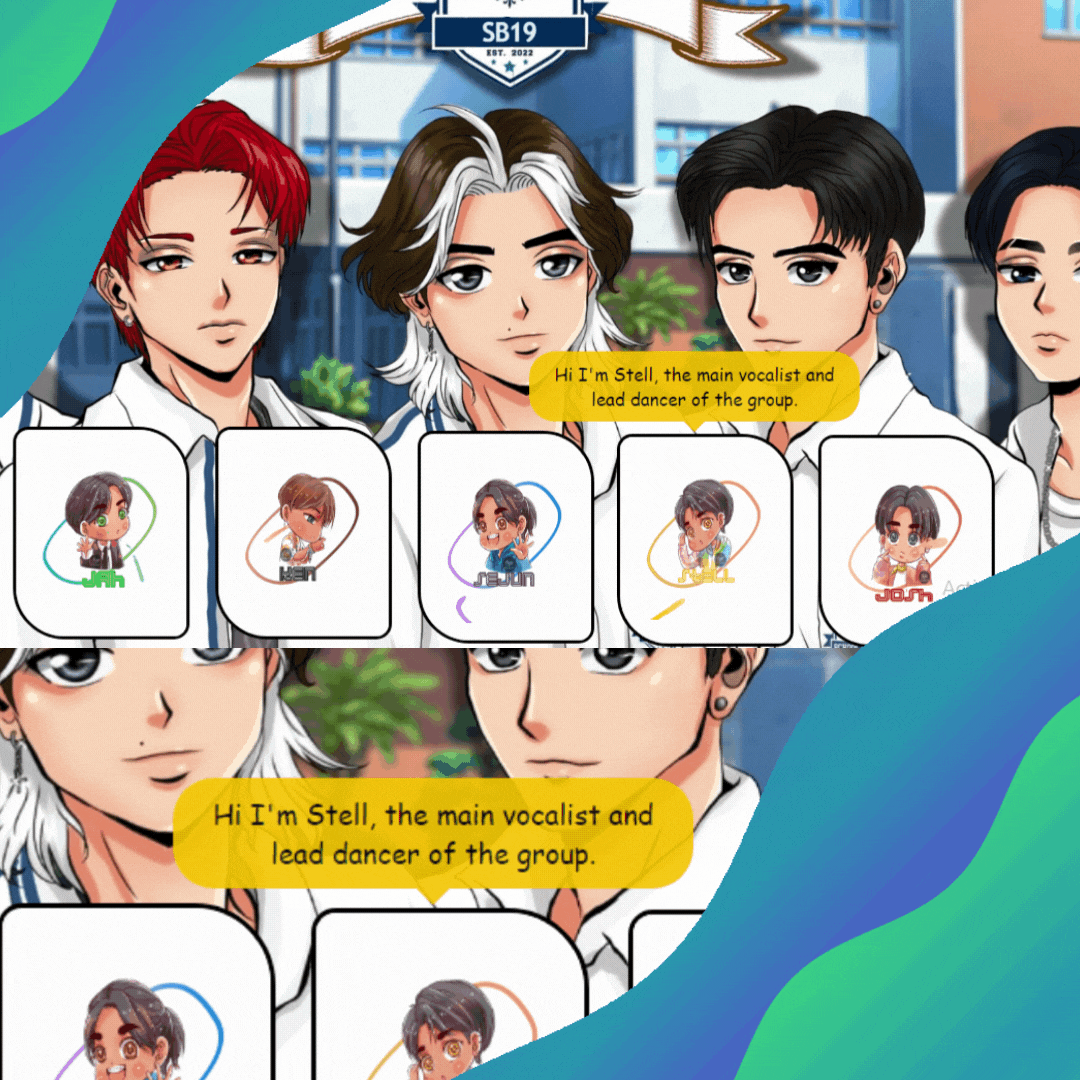 SB19
EST. 2022
Hi I'm Stell, the main vocalist and
lead dancer of the group.
JAH
KEN
SEJUN
STELL
JOSH
Hi I'm Stell, the main vocalist and
lead dancer of the group.